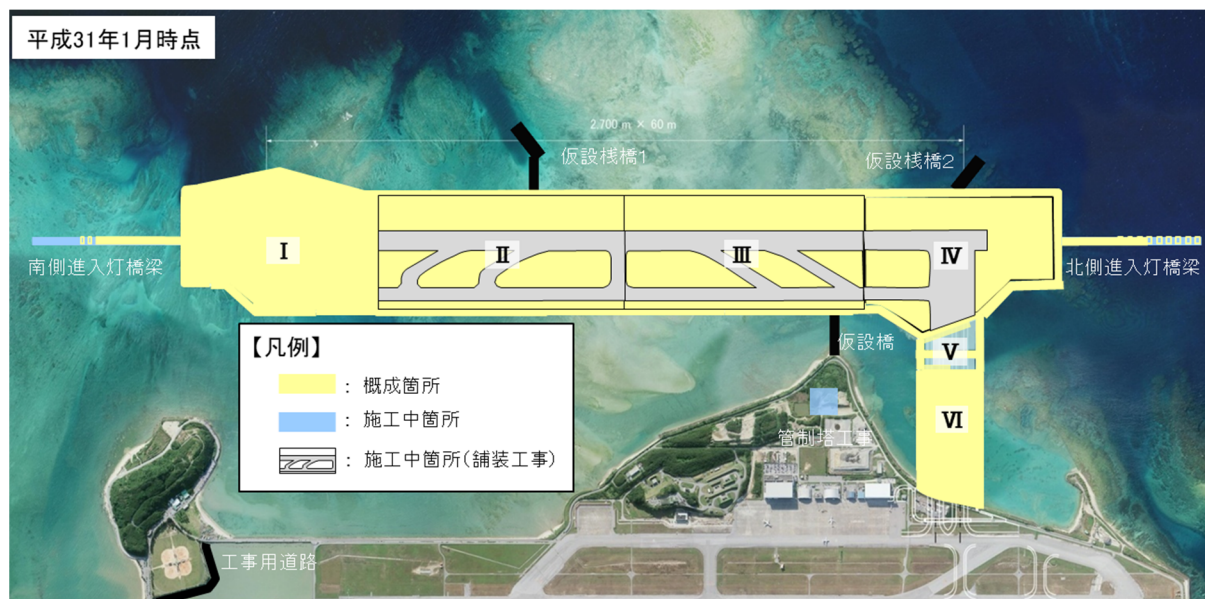 平成31年1月時点
2,700 m × 60 m
仮設桟橋1
仮設桟橋2
Ⅰ
Ⅱ
Ⅲ
Ⅳ
南側進入灯橋梁
北側進入灯橋梁
【凡例】
：概成箇所
：施工中箇所
：施工中箇所(舗装工事)
仮設橋
Ⅴ
Ⅵ
管制塔工事
工事用道路